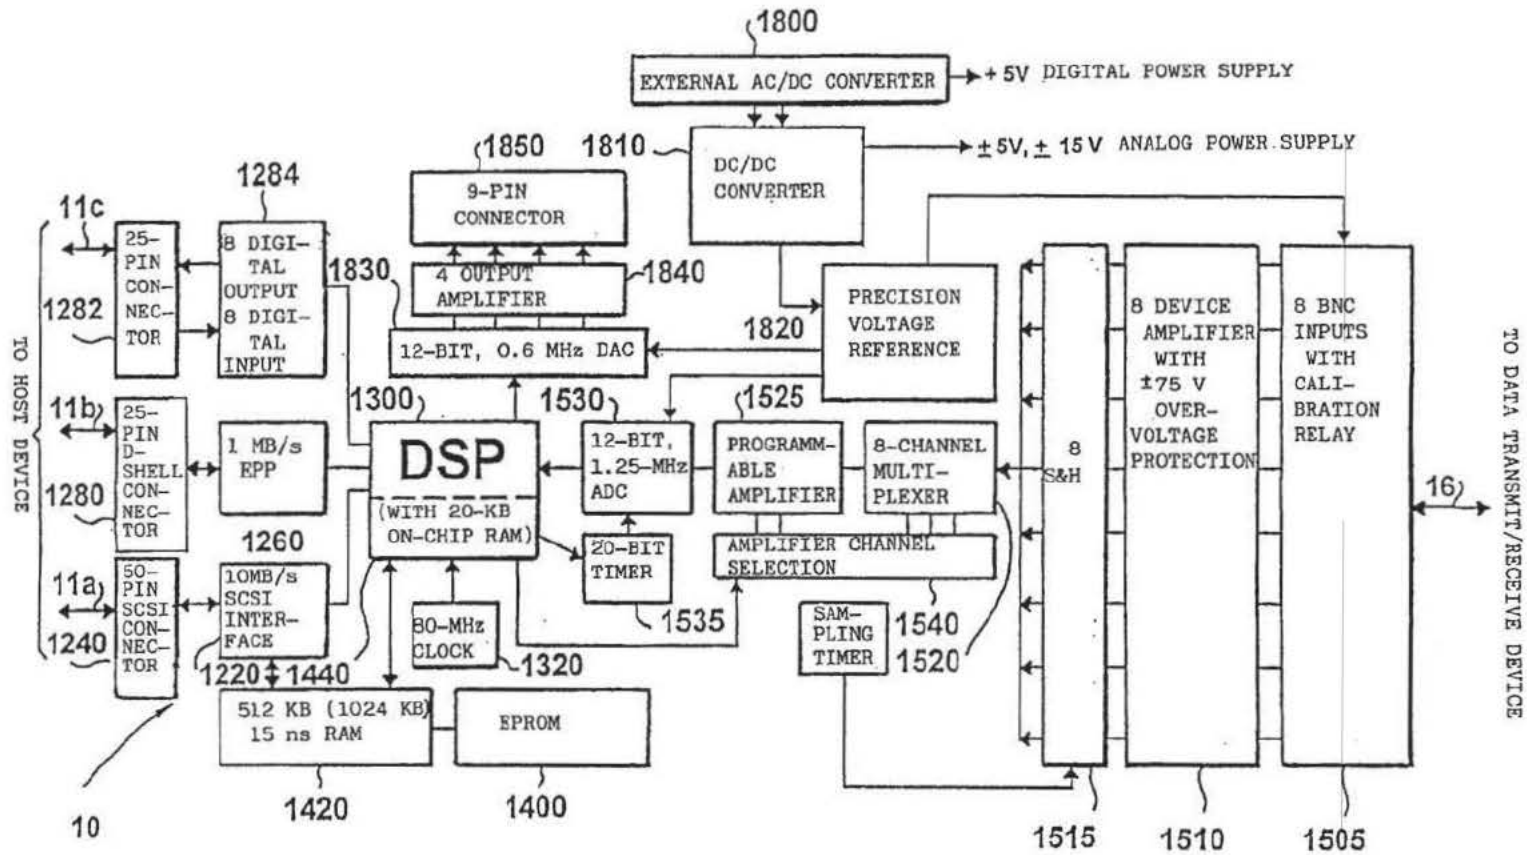 1800
EXTERNAL AC/DC CONVERTER
+ 5V DIGITAL POWER SUPPLY
1850
1810
± 5V, ± 15 V ANALOG POWER SUPPLY
DC/DC
CONVERTER
9-PIN
CONNECTOR
1284
11c
25-
PIN
CON-
NEC-
TOR
8 DIGI-
TAL
OUTPUT
8 DIGI-
TAL
INPUT
1282
1830
4 OUTPUT
AMPLIFIER
1840
12-BIT, 0.6 MHz DAC
1820
PRECISION
VOLTAGE
REFERENCE
8 DEVICE
AMPLIFIER
WITH
±75 V
OVER-
VOLTAGE
PROTECTION
8 BNC
INPUTS
WITH
CALI-
BRATION
RELAY
TO HOST DEVICE
TO DATA TRANSMIT/RECEIVE DEVICE
11b
25-
PIN
D-
SHELL
CON-
NEC-
TOR
1280
1 MB/s
EPP
1300
DSP
(WITH 20-KB
ON-CHIP RAM)
1530
12-BIT,
1.25-MHz
ADC
1525
PROGRAMM-
ABLE
AMPLIFIER
8-CHANNEL
MULTI-
PLEXER
8
S&H
16
1260
20-BIT
TIMER
AMPLIFIER CHANNEL
SELECTION
11a
50-
PIN
SCSI
CON-
NEC-
TOR
1240
10MB/s
SCSI
INTER-
FACE
1220
1440
80-MHz
CLOCK
1320
1535
SAM-
PLING
TIMER
1540
1520
512 KB (1024 KB)
15 ns RAM
EPROM
10
1420
1400
1515
1510
1505